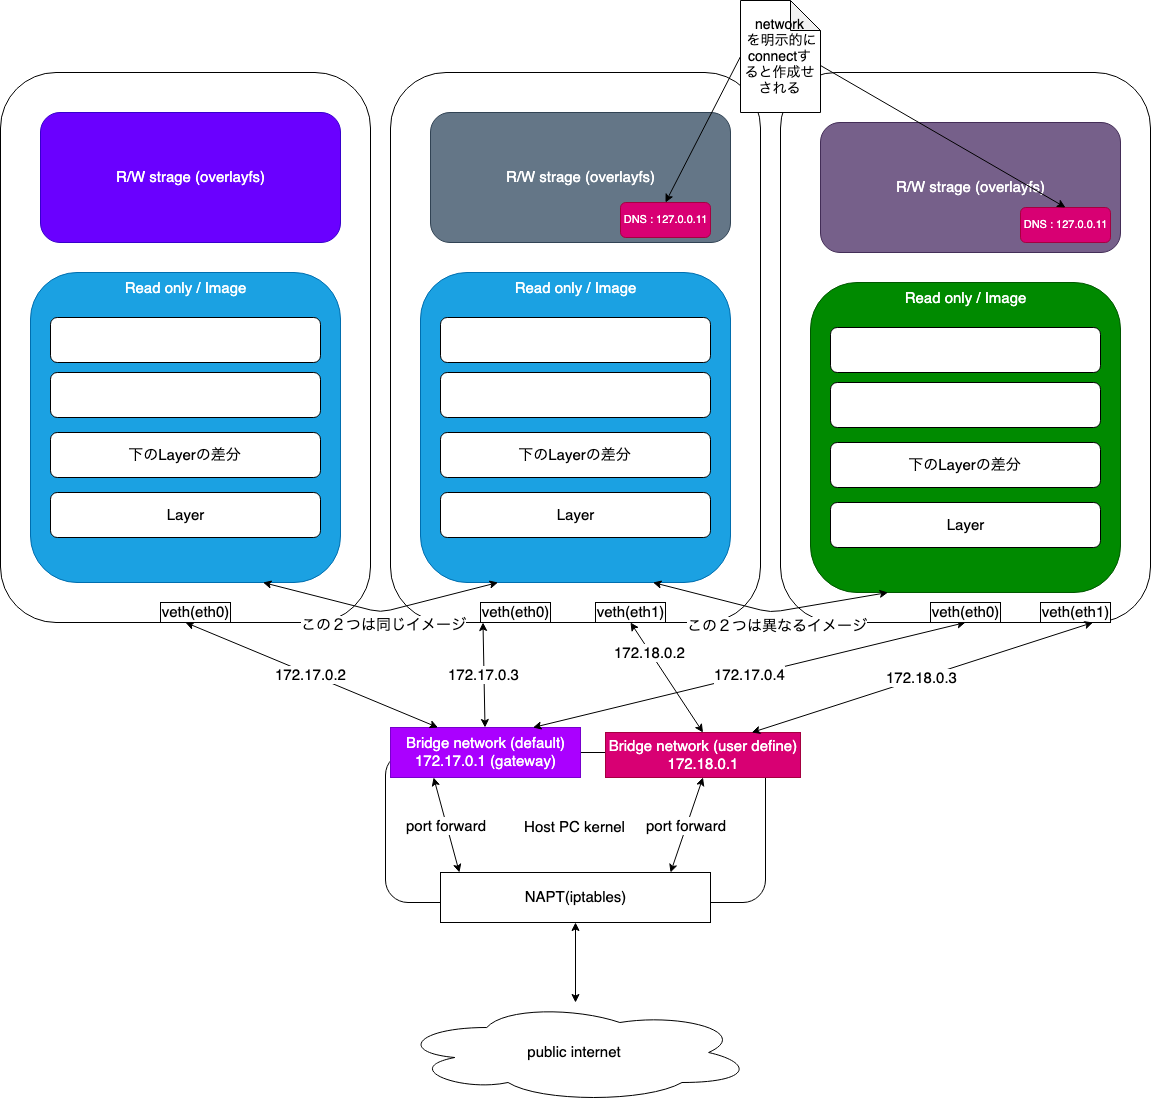 network
を明示的に
connectす
ると作成せ
される
R/W strage (overlayfs)
R/W strage (overlayfs)
R/W strage (overlayfs)
DNS : 127.0.0.11
DNS : 127.0.0.11
Read only / Image
Read only / Image
Read only / Image
下のLayerの差分
下のLayerの差分
下のLayerの差分
Layer
Layer
Layer
veth(eth0)
veth(eth0)
veth(eth1)
veth(eth0)
veth(eth1)
この２つは同じイメージ
この２つは異なるイメージ
172.17.0.2
172.17.0.3
172.18.0.2
172.17.0.4
172.18.0.3
Bridge network (default)
172.17.0.1 (gateway)
Bridge network (user define)
172.18.0.1
port forward
Host PC kernel
port forward
NAPT(iptables)
public internet